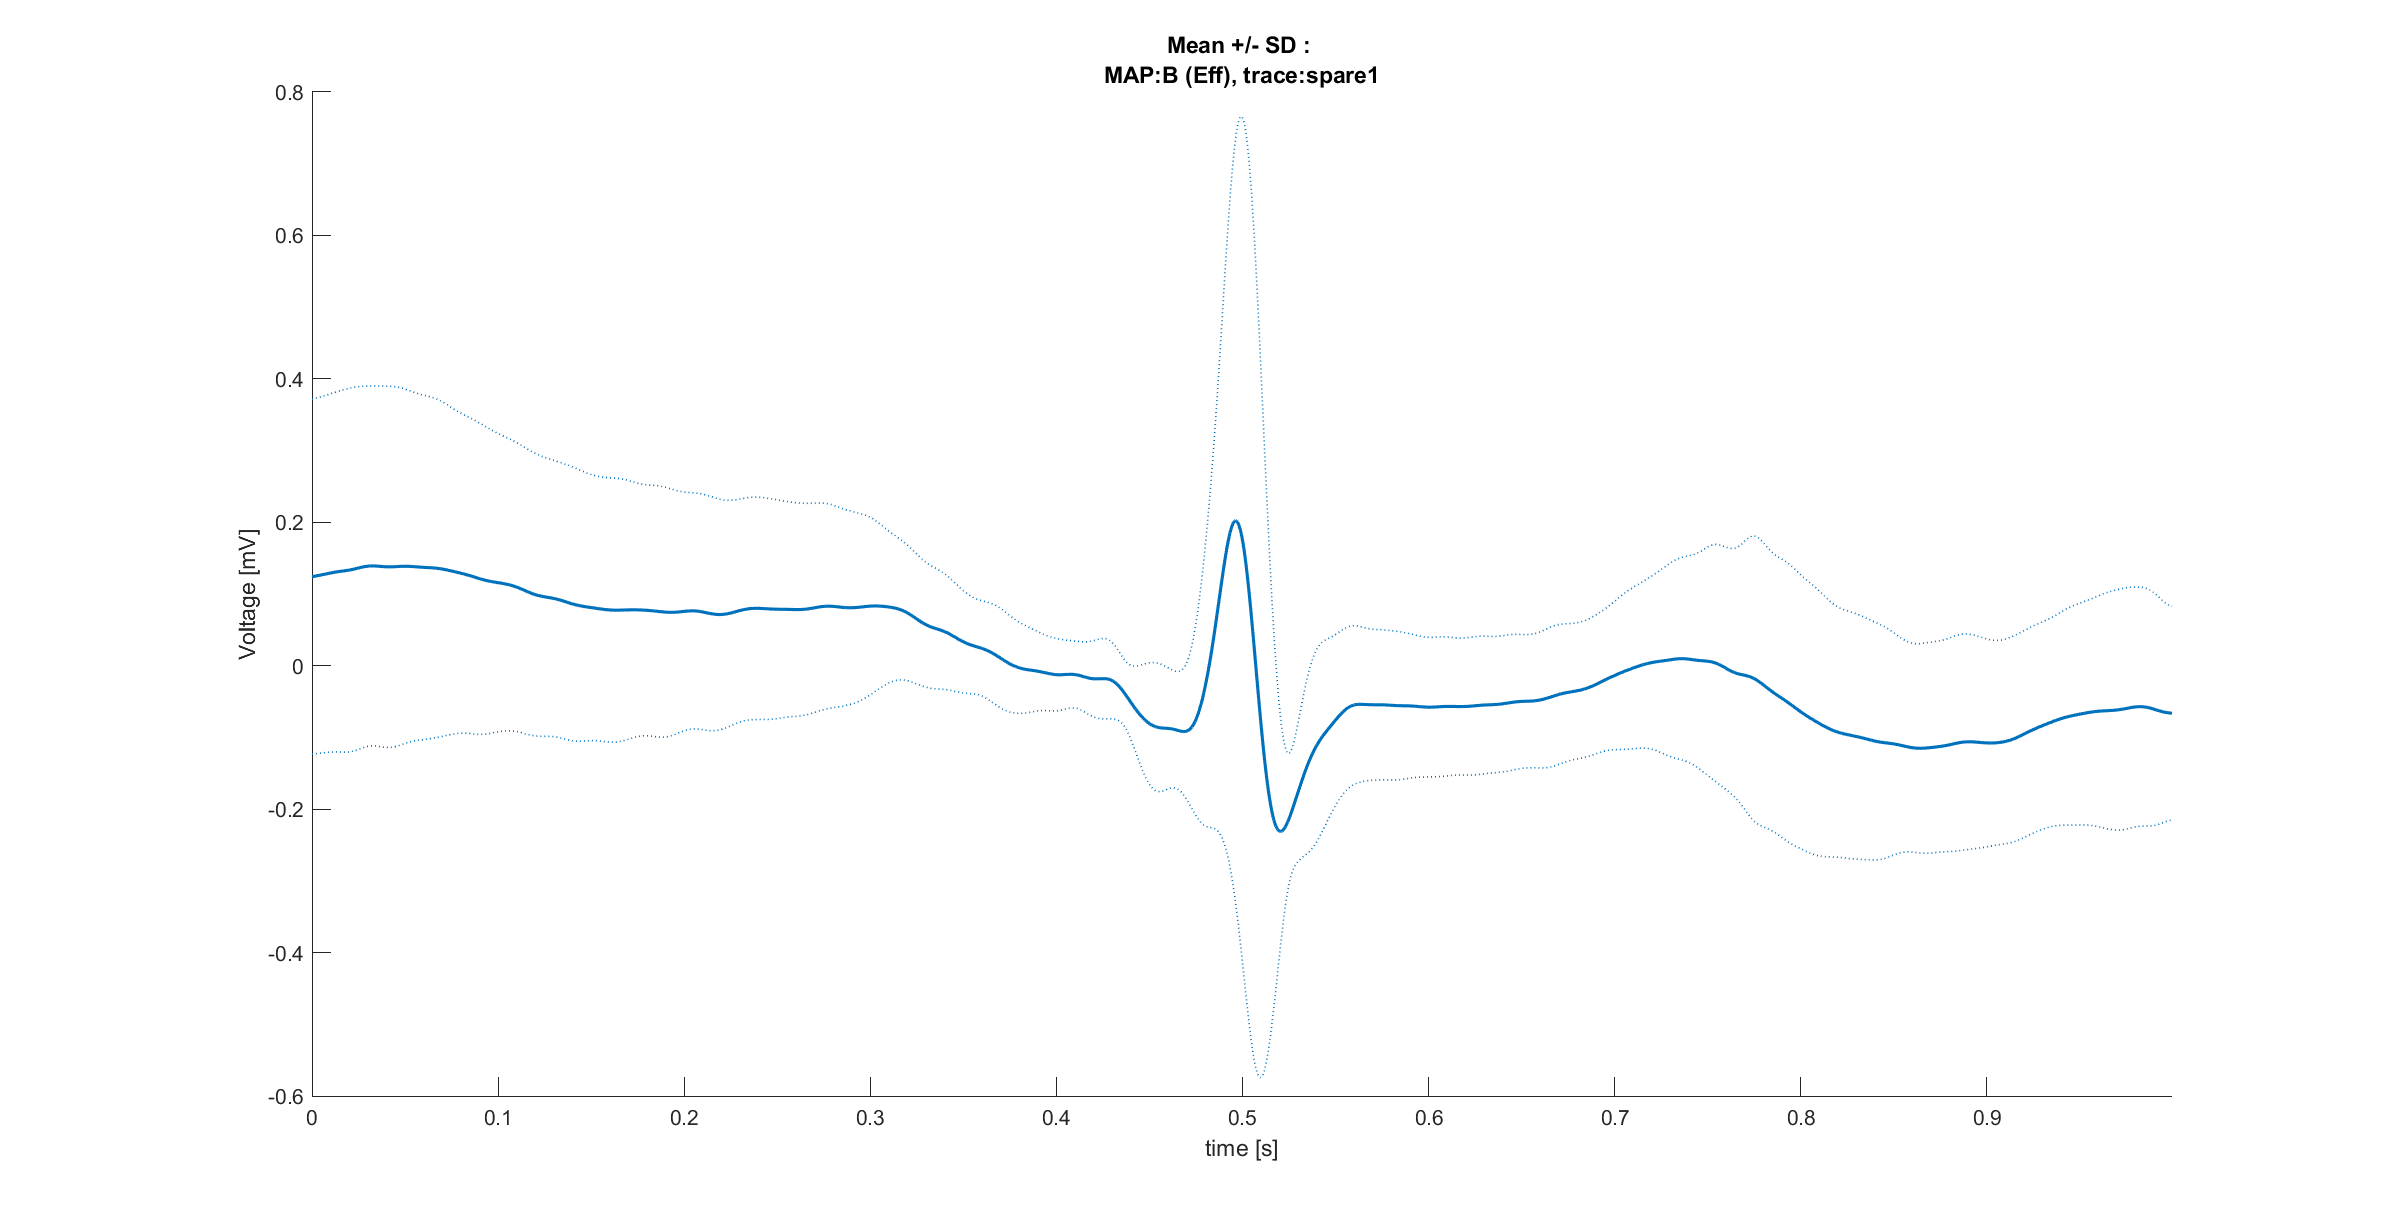 Mean +/- SD :
MAP:B (Eff), trace:spare1
0.8
0.6
0.4
0.2
0
-0.2
-0.4
-0.6
Voltage [mV]
0 0.1 0.2 0.3 0.4 0.5 0.6 0.7 0.8 0.9
time [s]